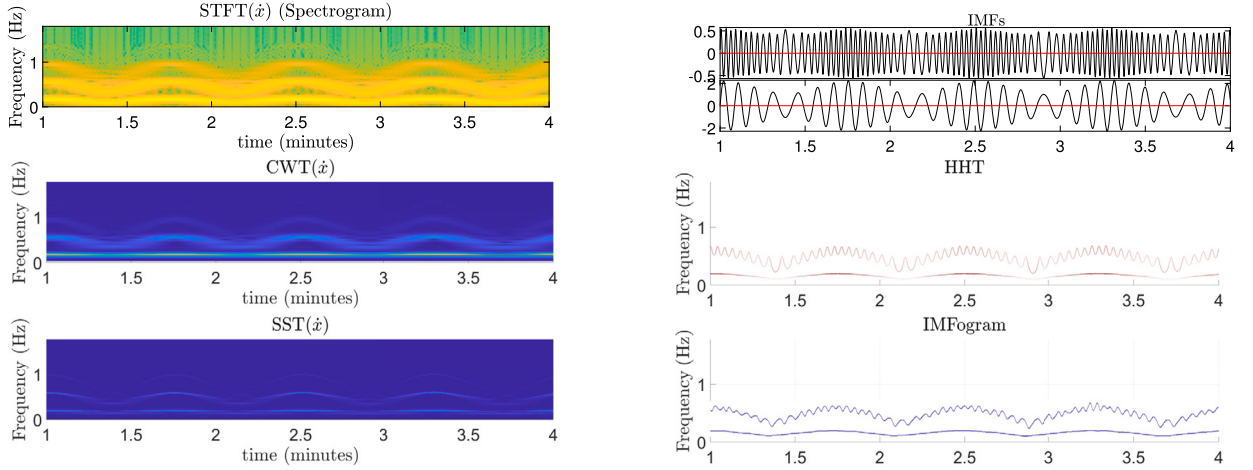 STFT(ẋ) (Spectrogram)
Frequency (Hz)
1
0
1 1.5 2 2.5 3 3.5 4
time (minutes)
CWT(ẋ)
Frequency (Hz)
1
0
1 1.5 2 2.5 3 3.5 4
time (minutes)
SST(ẋ)
Frequency (Hz)
1
0
1 1.5 2 2.5 3 3.5 4
time (minutes)
IMFs
0.5
0
-0.5
2
0
-2
1 1.5 2 2.5 3 3.5 4
HHT
Frequency (Hz)
1
0
1 1.5 2 2.5 3 3.5 4
IMFogram
Frequency (Hz)
1
0
1 1.5 2 2.5 3 3.5 4